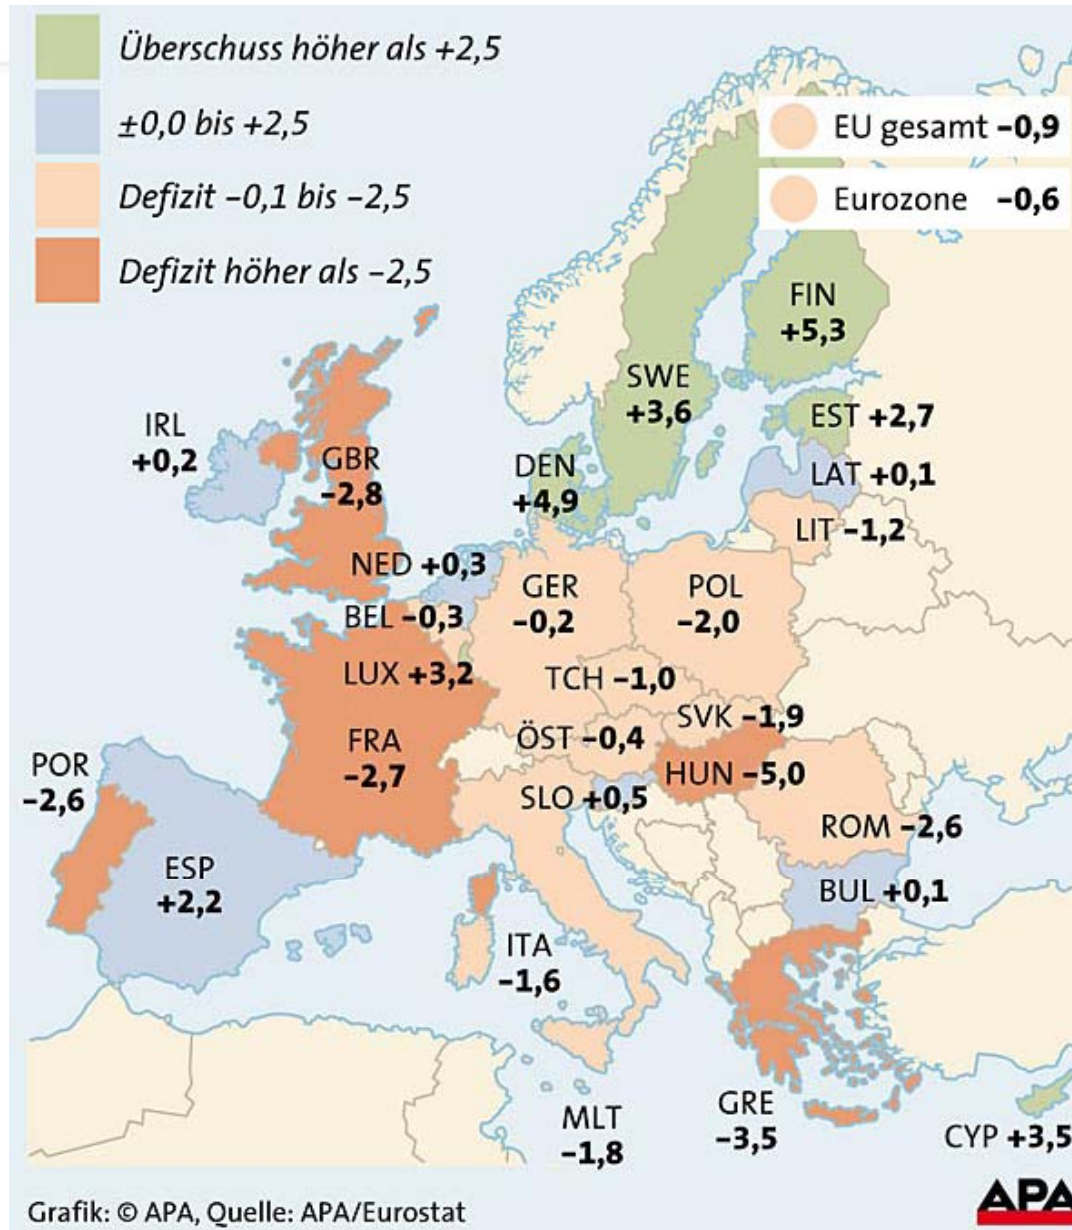 Überschuss höher als +2,5
±0,0 bis +2,5
Defizit −0,1 bis −2,5
Defizit höher als −2,5
EU gesamt −0,9
Eurozone −0,6
FIN
+5,3
SWE
+3,6
EST +2,7
IRL
+0,2
GBR
−2,8
DEN
+4,9
LAT +0,1
LIT −1,2
NED +0,3
GER
−0,2
POL
−2,0
BEL −0,3
LUX +3,2
TCH −1,0
SVK −1,9
ÖST −0,4
FRA
−2,7
HUN −5,0
POR
−2,6
SLO +0,5
ROM −2,6
ESP
+2,2
BUL +0,1
ITA
−1,6
MLT
−1,8
GRE
−3,5
CYP +3,5
Grafik: © APA, Quelle: APA/Eurostat
APA